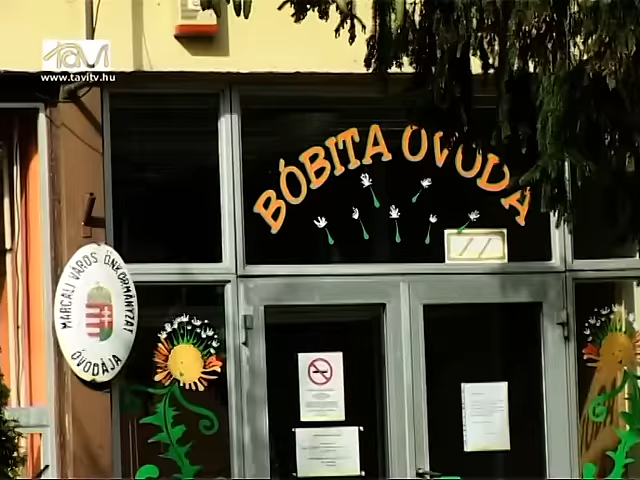 TAVI
www.tavitv.hu
BÓBITA ÓVODA
MARCALI VÁROS ÖNKORMÁNYZAT
ÓVODÁJA